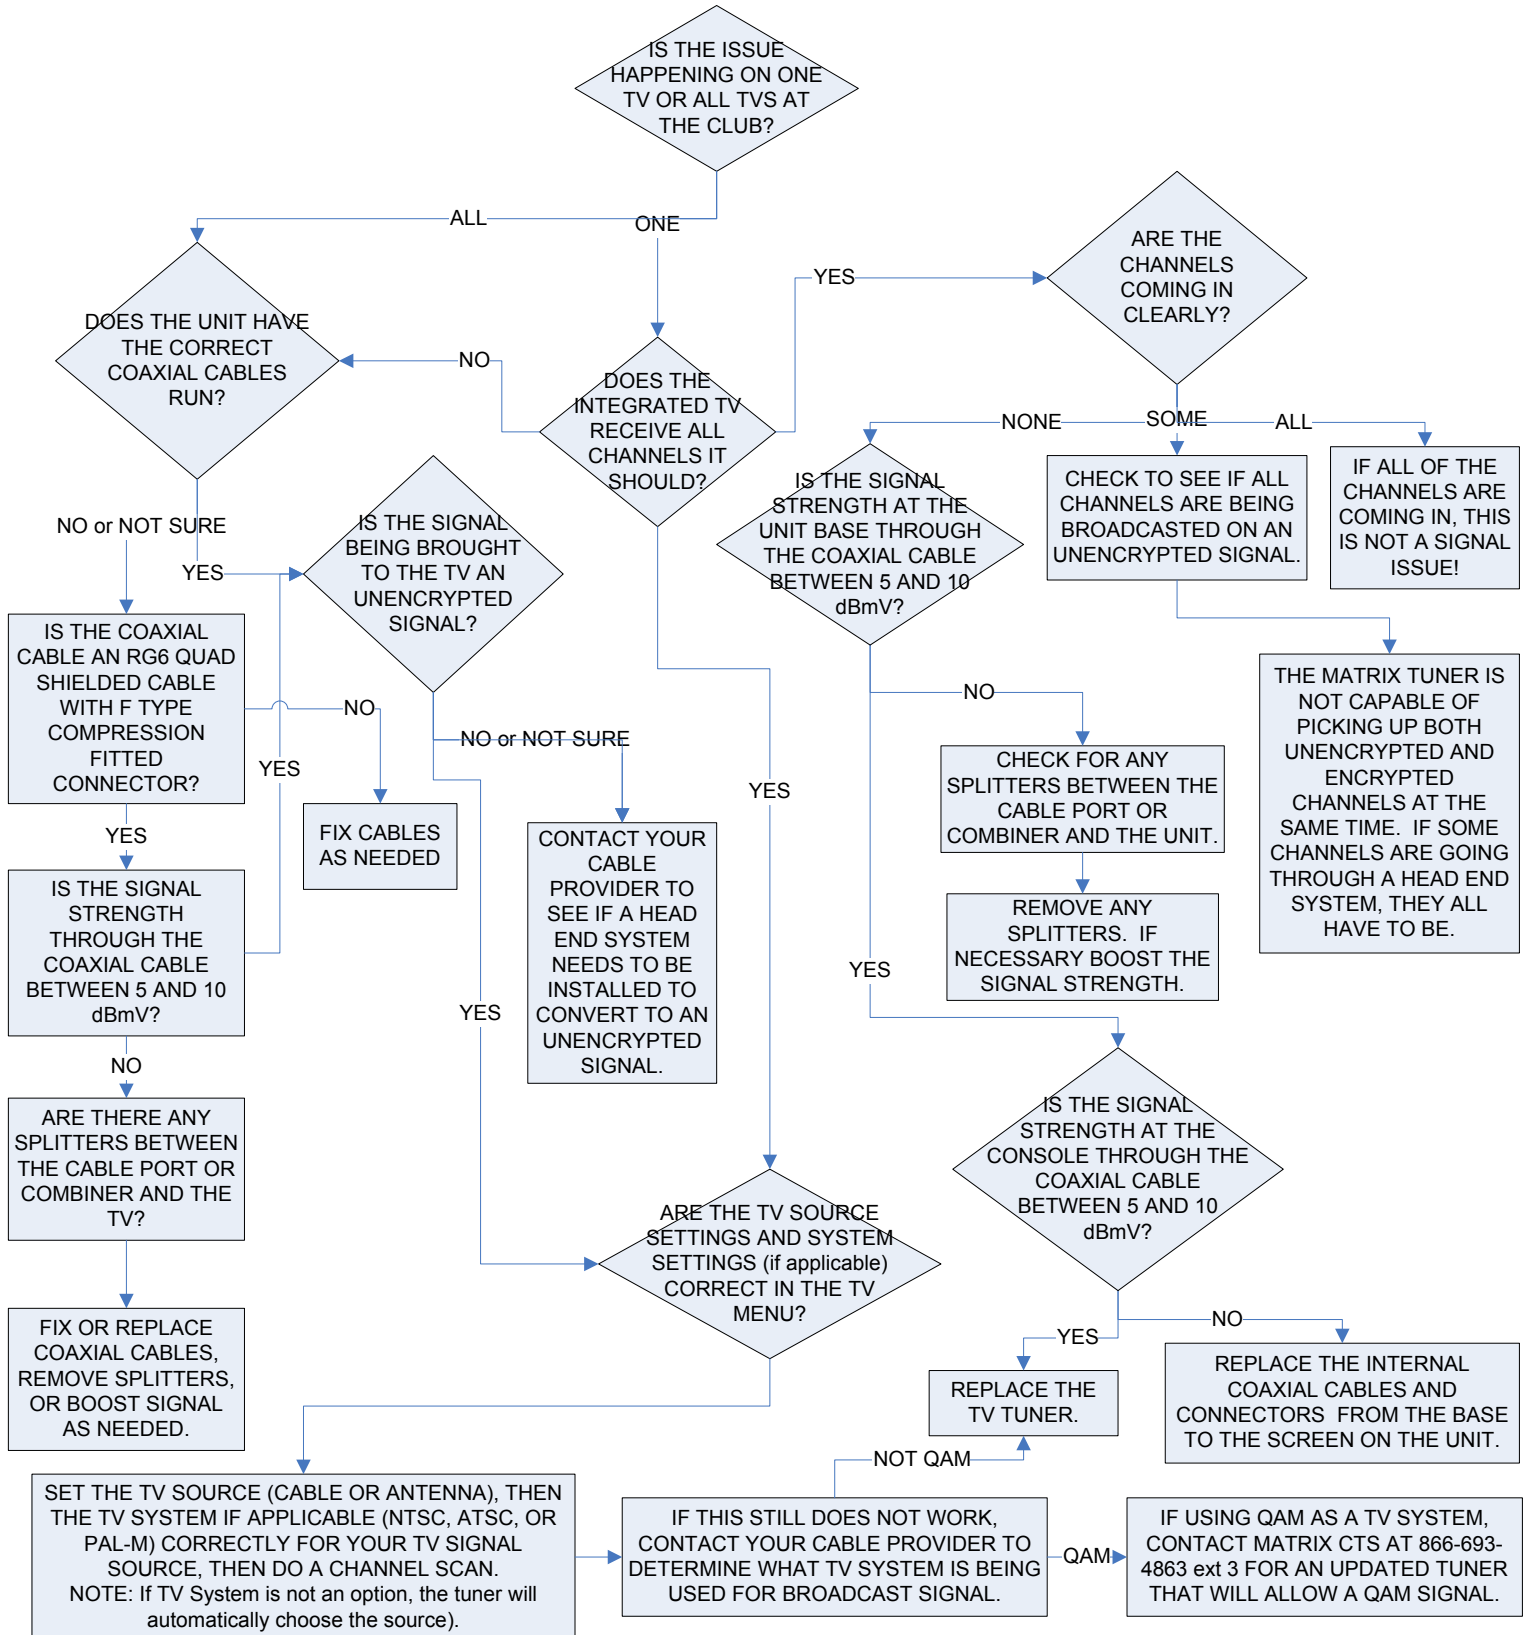 IS THE ISSUE
HAPPENING ON ONE
TV OR ALL TVS AT
THE CLUB?
ALL
ONE
DOES THE UNIT HAVE
THE CORRECT
COAXIAL CABLES
RUN?
NO
DOES THE
INTEGRATED TV
RECEIVE ALL
CHANNELS IT
SHOULD?
YES
ARE THE
CHANNELS
COMING IN
CLEARLY?
NONE
SOME
ALL
IS THE SIGNAL
STRENGTH AT THE
UNIT BASE THROUGH
THE COAXIAL CABLE
BETWEEN 5 AND 10
dBmV?
CHECK TO SEE IF ALL
CHANNELS ARE BEING
BROADCASTED ON AN
UNENCRYPTED SIGNAL.
IF ALL OF THE
CHANNELS ARE
COMING IN, THIS
IS NOT A SIGNAL
ISSUE!
NO or NOT SURE
YES
IS THE SIGNAL
BEING BROUGHT
TO THE TV AN
UNENCRYPTED
SIGNAL?
IS THE COAXIAL
CABLE AN RG6 QUAD
SHIELDED CABLE
WITH F TYPE
COMPRESSION
FITTED
CONNECTOR?
NO
YES
FIX CABLES
AS NEEDED
NO or NOT SURE
CONTACT YOUR
CABLE
PROVIDER TO
SEE IF A HEAD
END SYSTEM
NEEDS TO BE
INSTALLED TO
CONVERT TO AN
UNENCRYPTED
SIGNAL.
YES
YES
NO
CHECK FOR ANY
SPLITTERS BETWEEN THE
CABLE PORT OR
COMBINER AND THE UNIT.
REMOVE ANY
SPLITTERS. IF
NECESSARY BOOST THE
SIGNAL STRENGTH.
THE MATRIX TUNER IS
NOT CAPABLE OF
PICKING UP BOTH
UNENCRYPTED AND
ENCRYPTED
CHANNELS AT THE
SAME TIME. IF SOME
CHANNELS ARE GOING
THROUGH A HEAD END
SYSTEM, THEY ALL
HAVE TO BE.
YES
IS THE SIGNAL
STRENGTH
THROUGH THE
COAXIAL CABLE
BETWEEN 5 AND 10
dBmV?
YES
NO
ARE THERE ANY
SPLITTERS BETWEEN
THE CABLE PORT OR
COMBINER AND THE
TV?
FIX OR REPLACE
COAXIAL CABLES,
REMOVE SPLITTERS,
OR BOOST SIGNAL
AS NEEDED.
ARE THE TV SOURCE
SETTINGS AND SYSTEM
SETTINGS (if applicable)
CORRECT IN THE TV
MENU?
IS THE SIGNAL
STRENGTH AT THE
CONSOLE THROUGH THE
COAXIAL CABLE
BETWEEN 5 AND 10
dBmV?
YES
NO
REPLACE THE
TV TUNER.
REPLACE THE INTERNAL
COAXIAL CABLES AND
CONNECTORS FROM THE BASE
TO THE SCREEN ON THE UNIT.
NOT QAM
SET THE TV SOURCE (CABLE OR ANTENNA), THEN
THE TV SYSTEM IF APPLICABLE (NTSC, ATSC, OR
PAL-M) CORRECTLY FOR YOUR TV SIGNAL
SOURCE, THEN DO A CHANNEL SCAN.
NOTE: If TV System is not an option, the tuner will
automatically choose the source).
IF THIS STILL DOES NOT WORK,
CONTACT YOUR CABLE PROVIDER TO
DETERMINE WHAT TV SYSTEM IS BEING
USED FOR BROADCAST SIGNAL.
QAM
IF USING QAM AS A TV SYSTEM,
CONTACT MATRIX CTS AT 866-693-
4863 ext 3 FOR AN UPDATED TUNER
THAT WILL ALLOW A QAM SIGNAL.